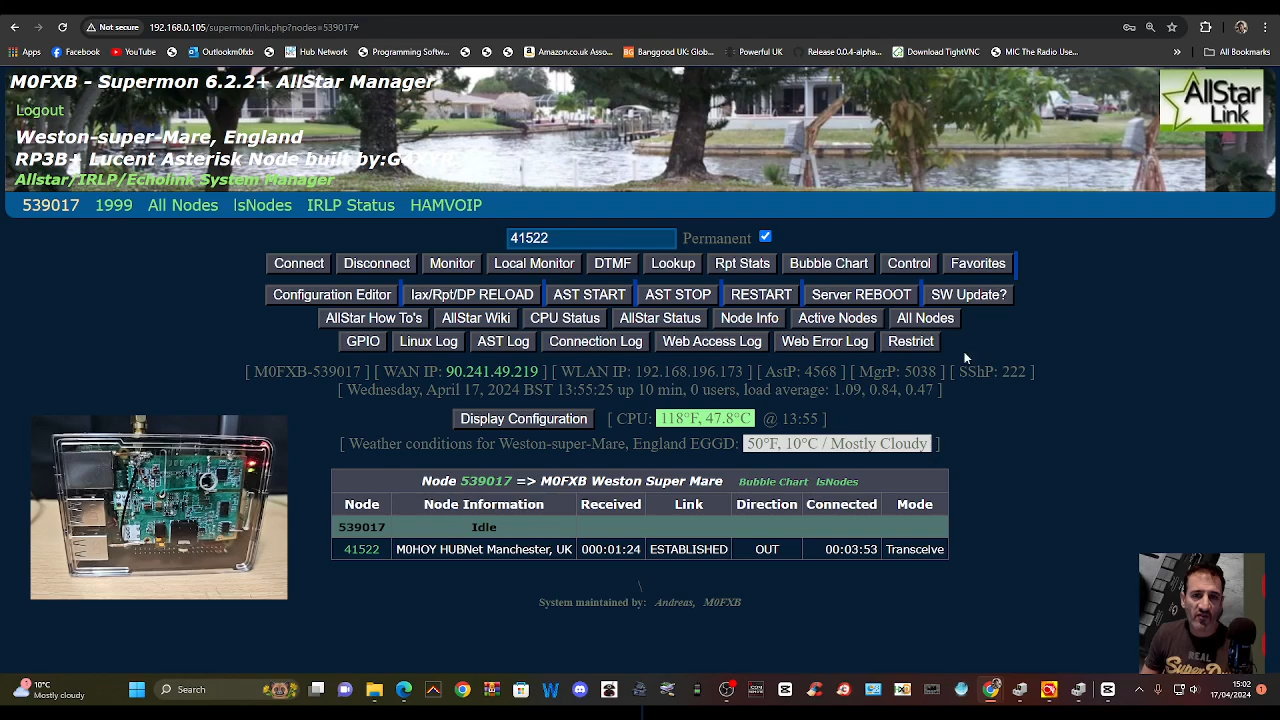 Not secure 192.168.0.105/supermon/link.php?nodes=539017#
Apps Facebook YouTube Outlookm0kxb Hub Network Programming Softw... Amazon.co.uk Asso... Banggood UK: Glob... Powerful UK Release 0.0.4-alpha... Download TightVNC MIC The Radio Use... » All Bookmarks
M0FXB - Supermon 6.2.2+ AllStar Manager
Logout
Weston-super-Mare, England
RP3B+ Lucent Asterisk Node built by:G4XYR
Allstar/IRLP/Echolink System Manager
AllStar Link
539017 1999 All Nodes lsNodes IRLP Status HAMVOIP
41522 Permanent
Connect Disconnect Monitor Local Monitor DTMF Lookup Rpt Stats Bubble Chart Control Favorites
Configuration Editor Iax/Rpt/DP RELOAD AST START AST STOP RESTART Server REBOOT SW Update?
AllStar How To's AllStar Wiki CPU Status AllStar Status Node Info Active Nodes All Nodes
GPIO Linux Log AST Log Connection Log Web Access Log Web Error Log Restrict
[ M0FXB-539017 ] [ WAN IP: 90.241.49.219 ] [ WLAN IP: 192.168.196.173 ] [ AstP: 4568 ] [ MgrP: 5038 ] [ SShP: 222 ]
[ Wednesday, April 17, 2024 BST 13:55:25 up 10 min, 0 users, load average: 1.09, 0.84, 0.47 ]
Display Configuration [ CPU: 118°F, 47.8°C @ 13:55 ]
[ Weather conditions for Weston-super-Mare, England EGGD: 50°F, 10°C / Mostly Cloudy ]
Node 539017 => M0FXB Weston Super Mare Bubble Chart lsNodes
Node Node Information Received Link Direction Connected Mode
539017 Idle
41522 M0HOY HUBNet Manchester, UK 000:01:24 ESTABLISHED OUT 00:03:53 Transceive
\
System maintained by: Andreas, M0FXB
REAL
SuperD
10°C
Mostly cloudy
Search
15:02
17/04/2024